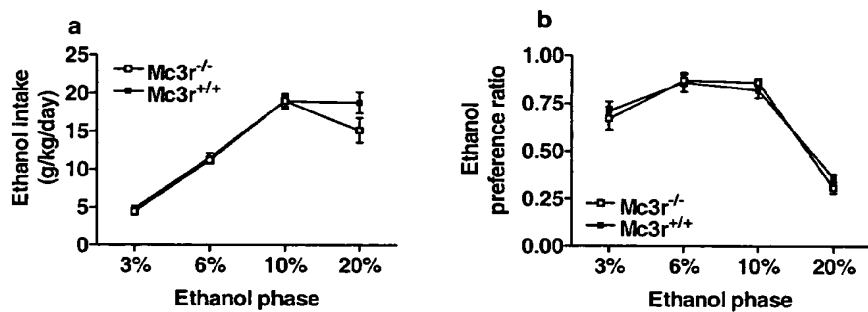 a
Mc3r-/-
Mc3r+/+
Ethanol intake
(g/kg/day)
25
20
15
10
5
0
3%
6%
10%
20%
Ethanol phase
b
Ethanol
preference ratio
1.00
0.75
0.50
0.25
0.00
Mc3r-/-
Mc3r+/+
3%
6%
10%
20%
Ethanol phase